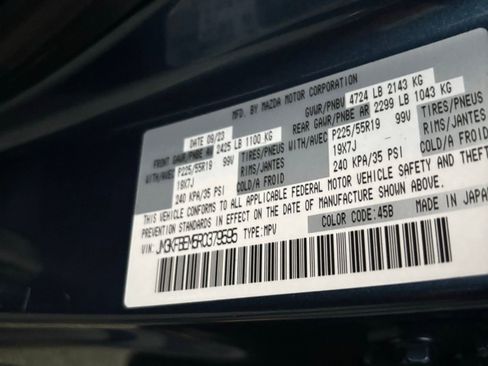 MFD. BY MAZDA MOTOR CORPORATION
DATE 09/23 GVWR/PNBV 4724 LB 2143 KG
FRONT GAWR/PNBE AV 2425 LB 1100 KG REAR GAWR/PNBE AR 2299 LB 1043 KG
WITH/AVEC P225/55R19 99V TIRES/PNEUS WITH/AVEC P225/55R19 99V TIRES/PNEUS
19X7J RIMS/JANTES 19X7J RIMS/JANTES
240 KPA/35 PSI COLD/A FROID 240 KPA/35 PSI COLD/A FROID
THIS VEHICLE CONFORMS TO ALL APPLICABLE FEDERAL MOTOR VEHICLE SAFETY AND THEFT
STANDARDS IN EFFECT ON THE DATE OF MANUFACTURE SHOWN ABOVE.
VIN: TYPE: MPV COLOR CODE: 45B MADE IN JAPA